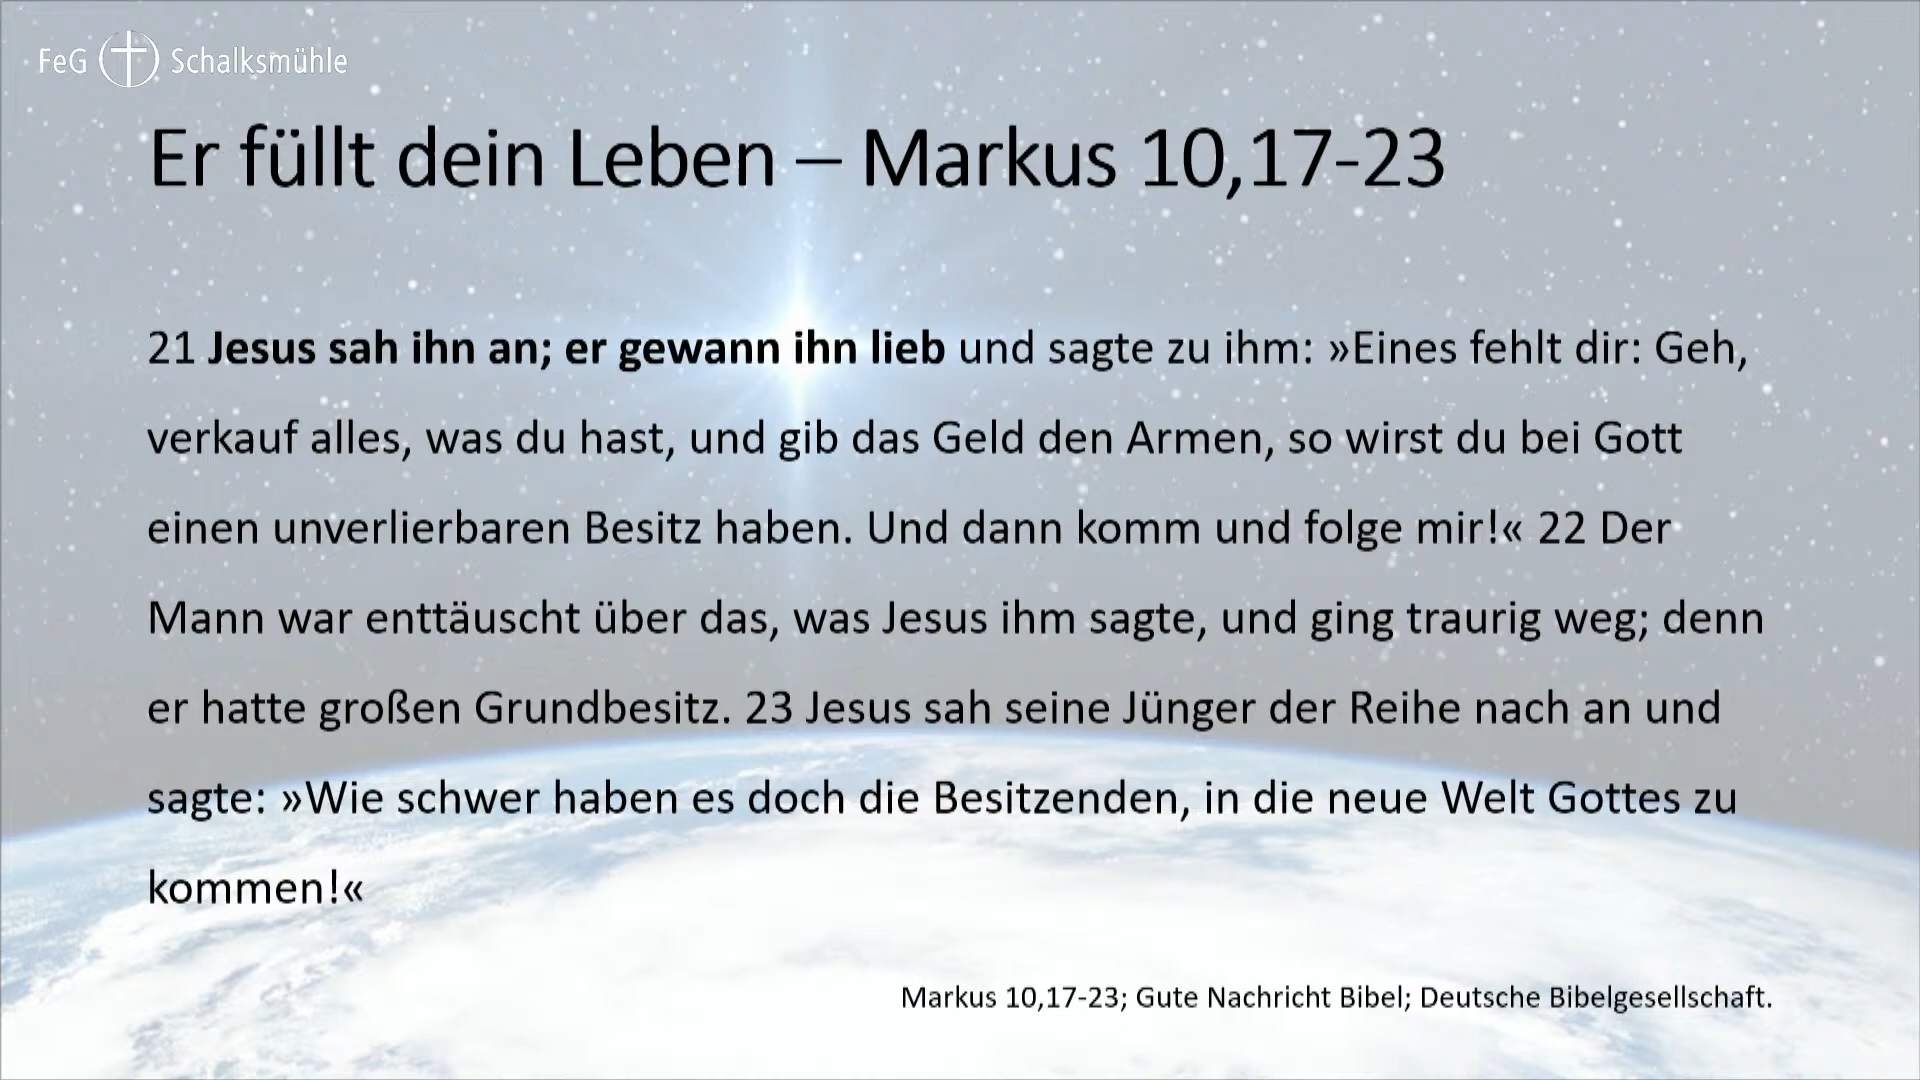 FeG Schalksmühle
Er füllt dein Leben – Markus 10,17-23
21 Jesus sah ihn an; er gewann ihn lieb und sagte zu ihm: »Eines fehlt dir: Geh,
verkauf alles, was du hast, und gib das Geld den Armen, so wirst du bei Gott
einen unverlierbaren Besitz haben. Und dann komm und folge mir!« 22 Der
Mann war enttäuscht über das, was Jesus ihm sagte, und ging traurig weg; denn
er hatte großen Grundbesitz. 23 Jesus sah seine Jünger der Reihe nach an und
sagte: »Wie schwer haben es doch die Besitzenden, in die neue Welt Gottes zu
kommen!«
Markus 10,17-23; Gute Nachricht Bibel; Deutsche Bibelgesellschaft.